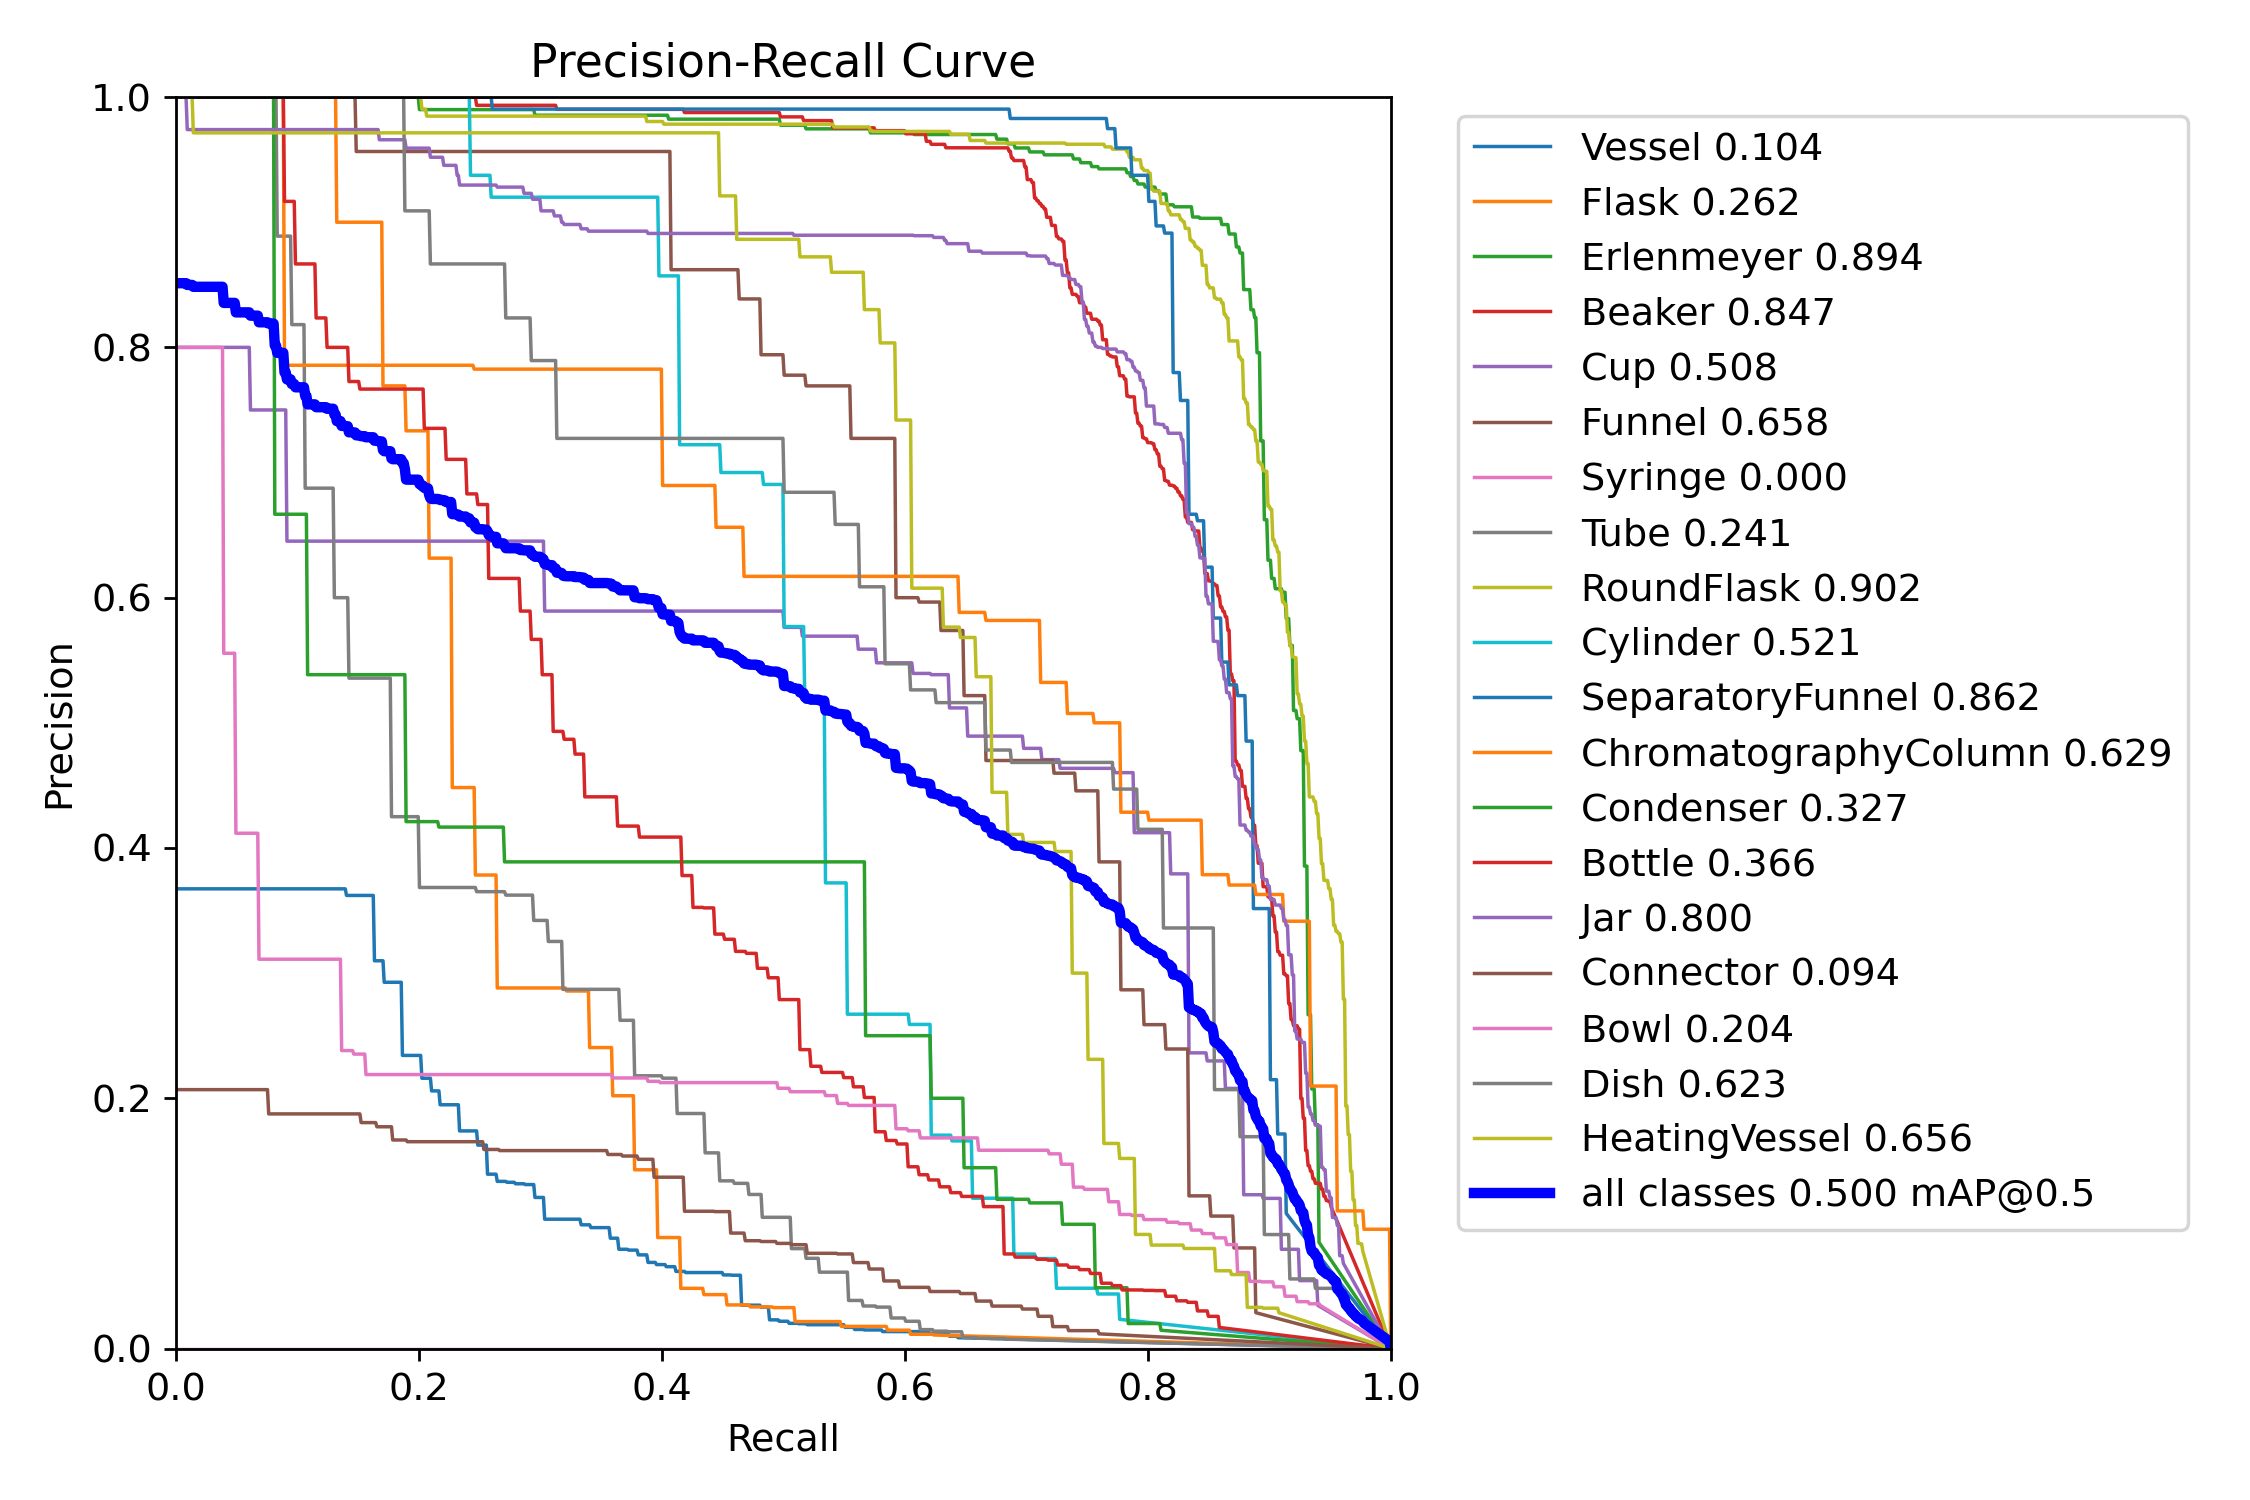 Precision-Recall Curve
1.0
0.8
0.6
0.4
0.2
0.0
Precision
0.0 0.2 0.4 0.6 0.8 1.0
Recall
Vessel 0.104
Flask 0.262
Erlenmeyer 0.894
Beaker 0.847
Cup 0.508
Funnel 0.658
Syringe 0.000
Tube 0.241
RoundFlask 0.902
Cylinder 0.521
SeparatoryFunnel 0.862
ChromatographyColumn 0.629
Condenser 0.327
Bottle 0.366
Jar 0.800
Connector 0.094
Bowl 0.204
Dish 0.623
HeatingVessel 0.656
all classes 0.500 mAP@0.5